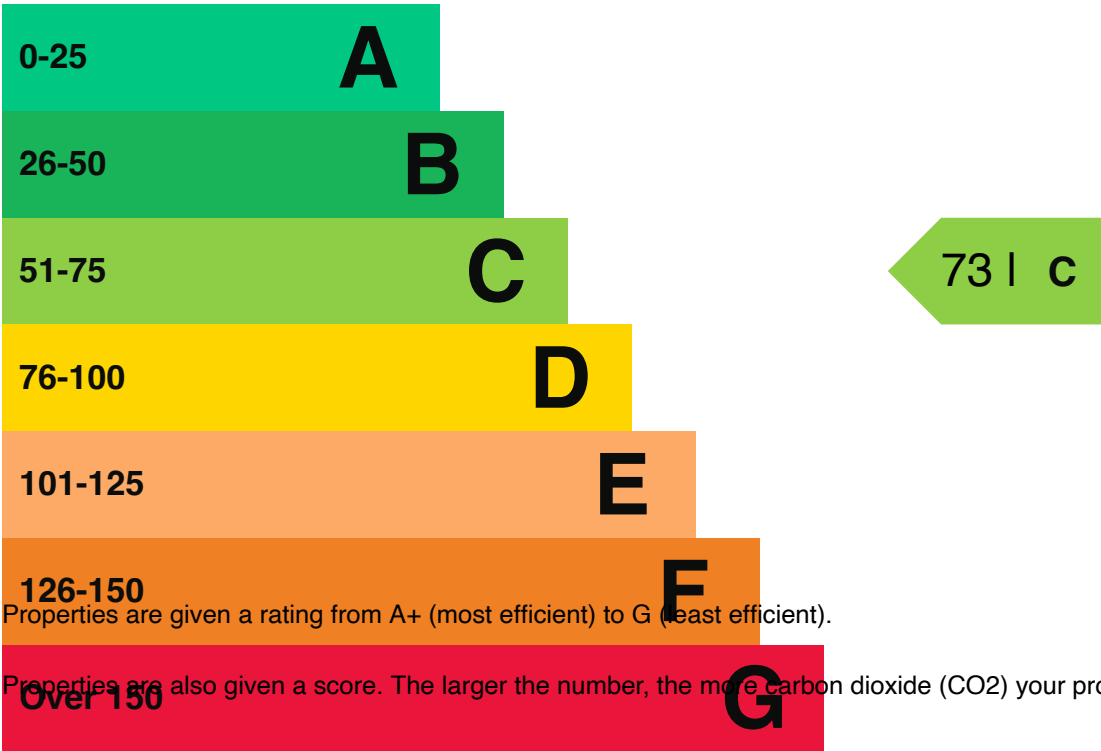 0-25 A
26-50 B
51-75 C
73 | C
76-100 D
101-125 E
126-150 F
Properties are given a rating from A+ (most efficient) to G (least efficient).
Properties are also given a score. The larger the number, the more carbon dioxide (CO2) your pro
Over 150 G